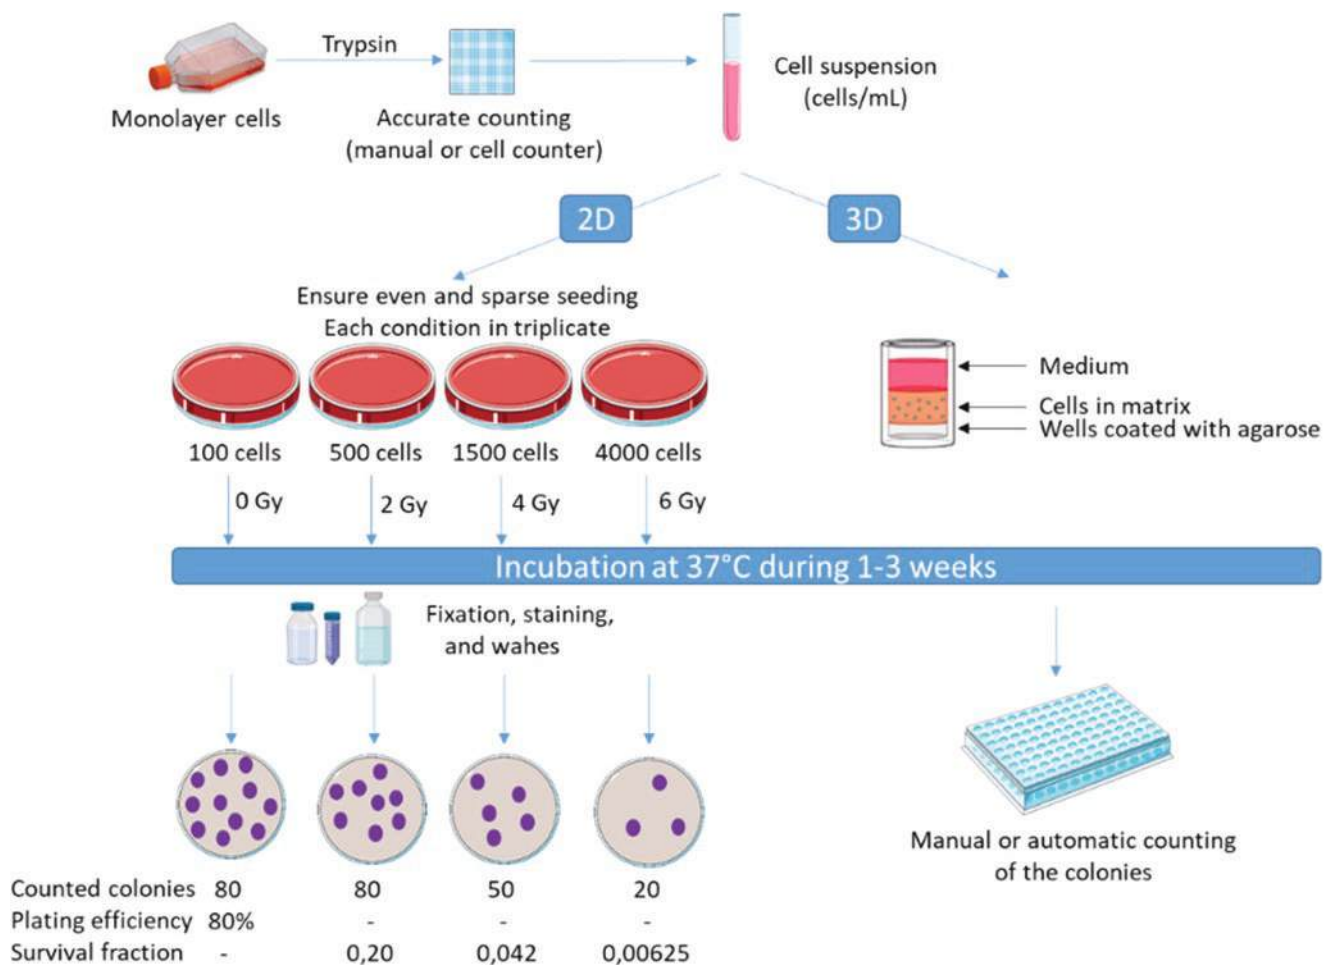 Trypsin
Monolayer cells
Accurate counting
(manual or cell counter)
Cell suspension
(cells/mL)
2D
3D
Ensure even and sparse seeding
Each condition in triplicate
100 cells
500 cells
1500 cells
4000 cells
Medium
Cells in matrix
Wells coated with agarose
0 Gy
2 Gy
4 Gy
6 Gy
Incubation at 37°C during 1-3 weeks
Fixation, staining,
and wahes
Manual or automatic counting
of the colonies
Counted colonies 80 80 50 20
Plating efficiency 80% - - -
Survival fraction - 0,20 0,042 0,00625